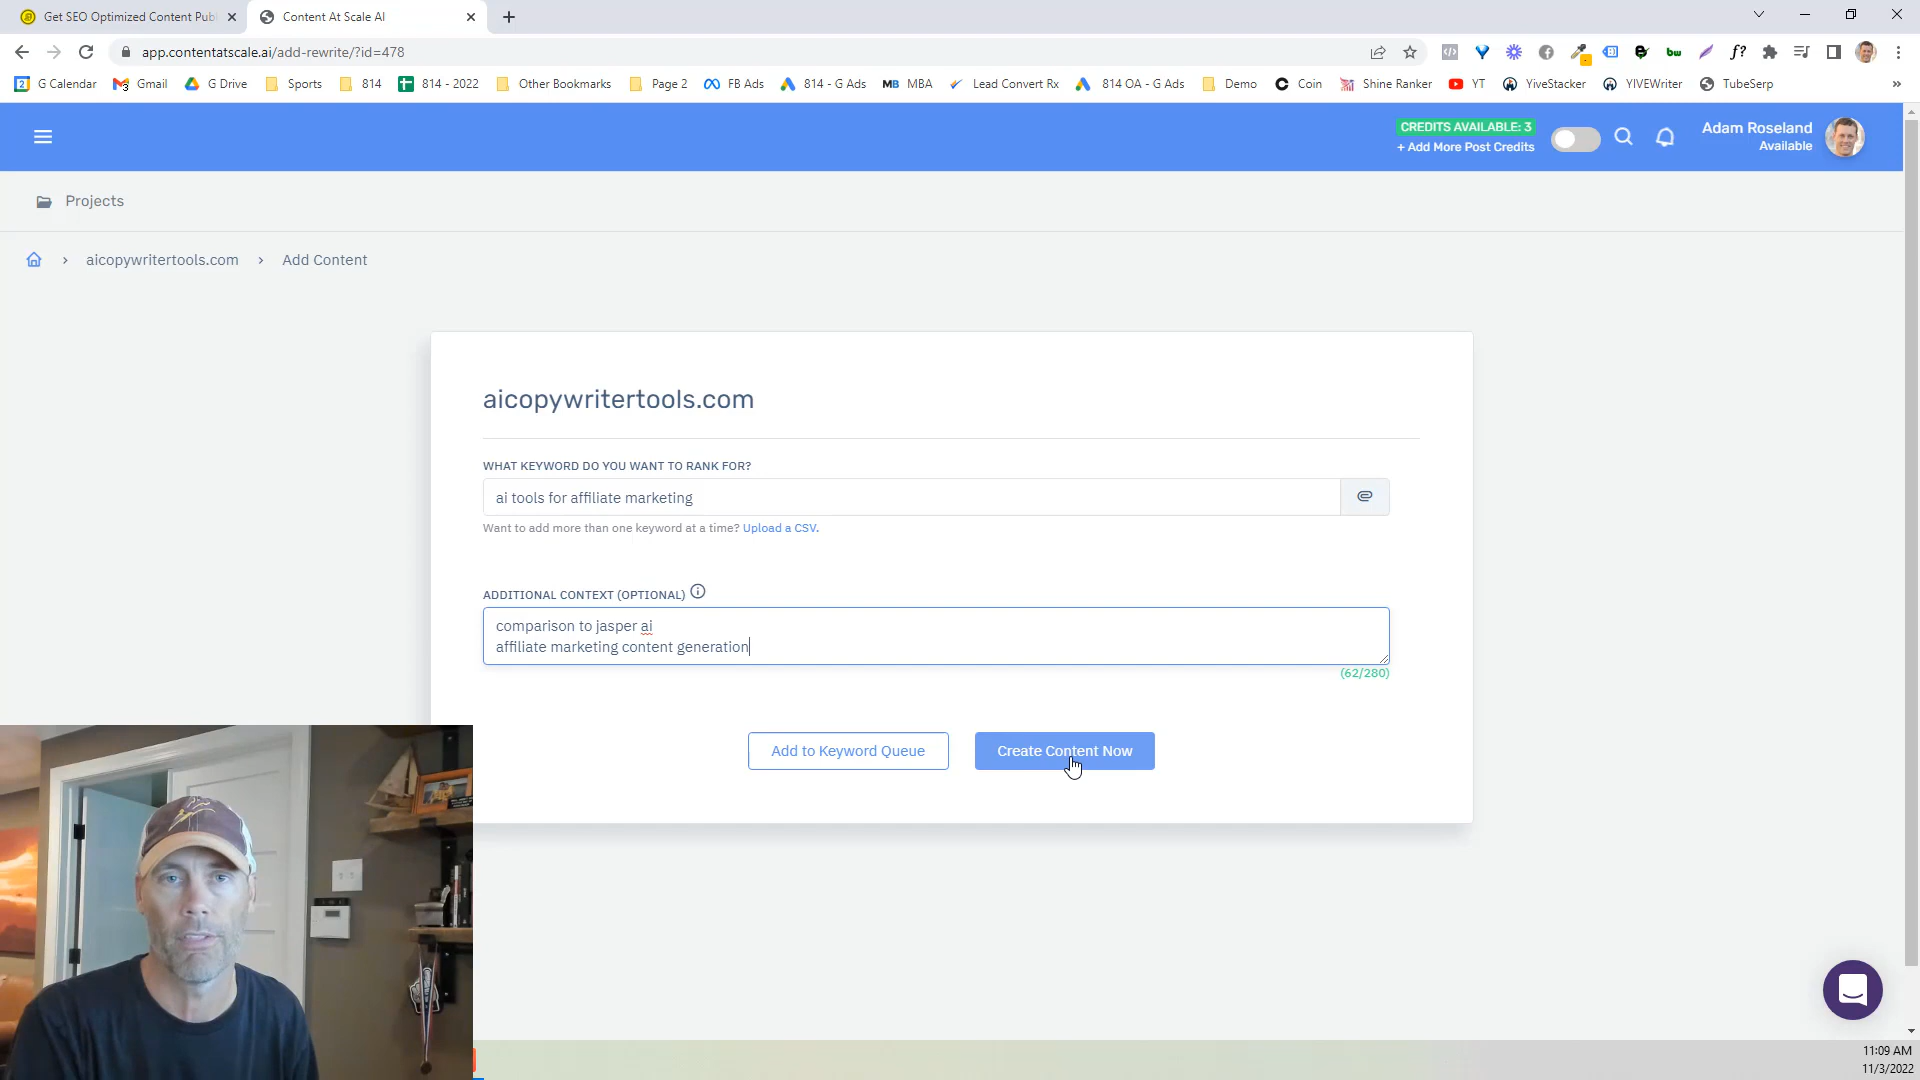 Get SEO Optimized Content Pub
Content At Scale AI
app.contentatscale.ai/add-rewrite/?id=478
G Calendar
Gmail
G Drive
Sports
814
814 - 2022
Other Bookmarks
Page 2
FB Ads
814 - G Ads
MB MBA
Lead Convert Rx
814 OA - G Ads
Demo
Coin
Shine Ranker
YT
YiveStacker
YIVEWriter
TubeSerp
»
CREDITS AVAILABLE: 3
+ Add More Post Credits
Adam Roseland
Available
Projects
aicopywritertools.com
Add Content
aicopywritertools.com
WHAT KEYWORD DO YOU WANT TO RANK FOR?
ai tools for affiliate marketing
Want to add more than one keyword at a time? Upload a CSV.
ADDITIONAL CONTEXT (OPTIONAL)
comparison to jasper ai
affiliate marketing content generation
(62/280)
Add to Keyword Queue
Create Content Now
11:09 AM
11/3/2022